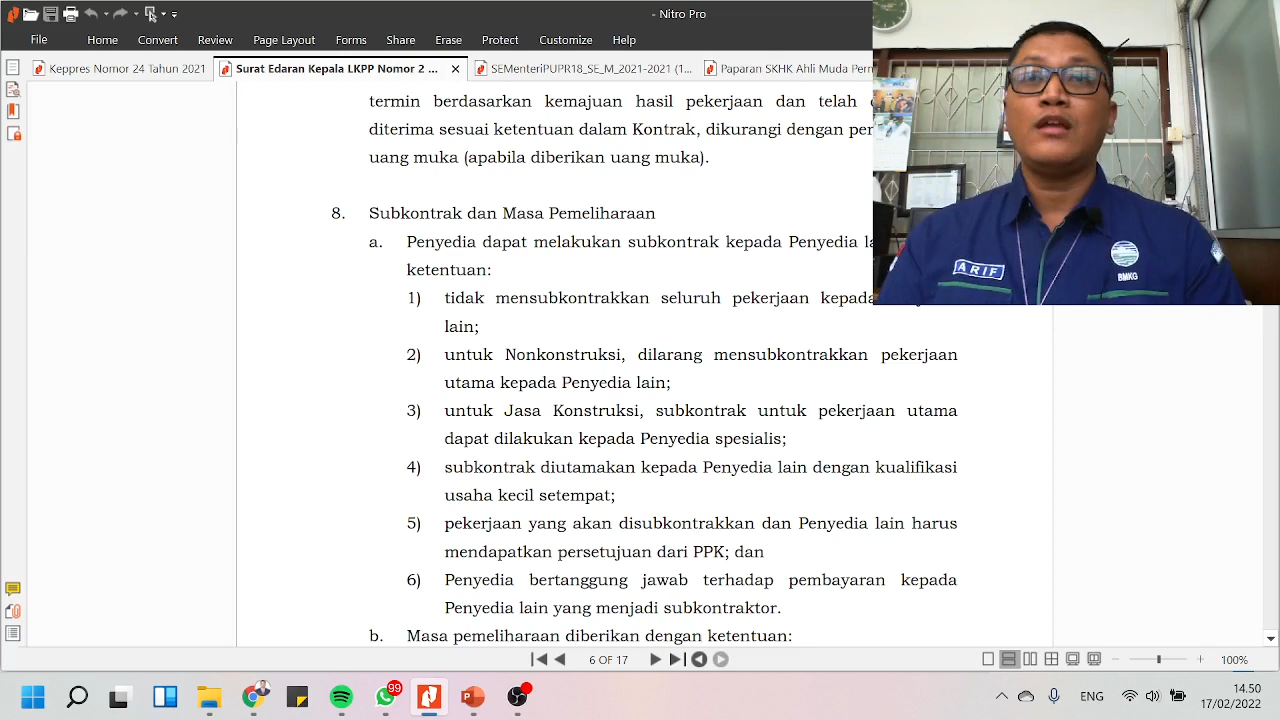 - Nitro Pro
File Home Convert Review Page Layout Forms Share Erase Protect Customize Help
Keppres Nomor 24 Tahun 2021 Surat Edaran Kepala LKPP Nomor 2 ... SEMenteriPUPR18_SE_M_2021-2021 (1... Paparan SKHK Ahli Muda
termin berdasarkan kemajuan hasil pekerjaan dan telah
diterima sesuai ketentuan dalam Kontrak, dikurangi dengan
uang muka (apabila diberikan uang muka).
8. Subkontrak dan Masa Pemeliharaan
a. Penyedia dapat melakukan subkontrak kepada Penyedia
ketentuan:
1) tidak mensubkontrakkan seluruh pekerjaan kepada
lain;
2) untuk Nonkonstruksi, dilarang mensubkontrakkan pekerjaan
utama kepada Penyedia lain;
3) untuk Jasa Konstruksi, subkontrak untuk pekerjaan utama
dapat dilakukan kepada Penyedia spesialis;
4) subkontrak diutamakan kepada Penyedia lain dengan kualifikasi
usaha kecil setempat;
5) pekerjaan yang akan disubkontrakkan dan Penyedia lain harus
mendapatkan persetujuan dari PPK; dan
6) Penyedia bertanggung jawab terhadap pembayaran kepada
Penyedia lain yang menjadi subkontraktor.
b. Masa pemeliharaan diberikan dengan ketentuan:
ARIF
BMKG
6 OF 17
100%
99
ENG
14.50
17/02/2022